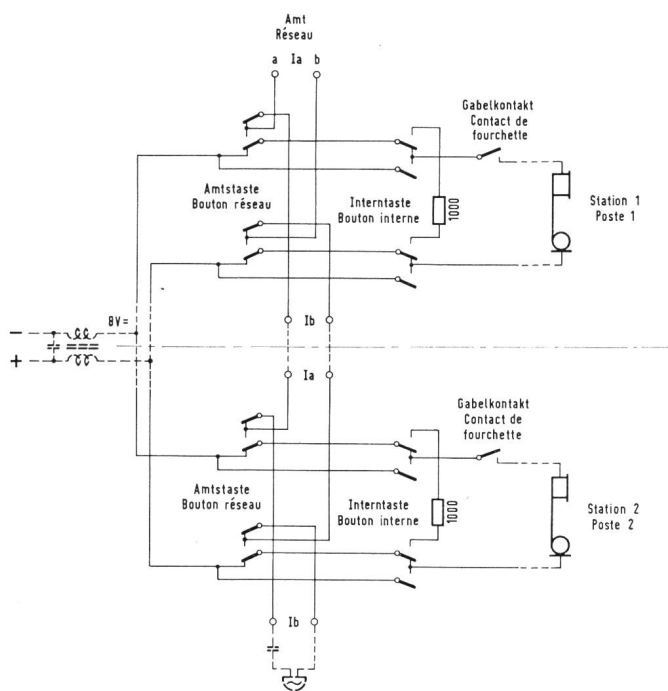 Amt
Réseau
a Ia b
Gabelkontakt
Contact de
fourchette
Amtstaste
Bouton réseau
Interntaste
Bouton interne
1000
Station 1
Poste 1
8V=
Ib
−
+
Ia
Gabelkontakt
Contact de
fourchette
Amtstaste
Bouton réseau
Interntaste
Bouton interne
1000
Station 2
Poste 2
Ib